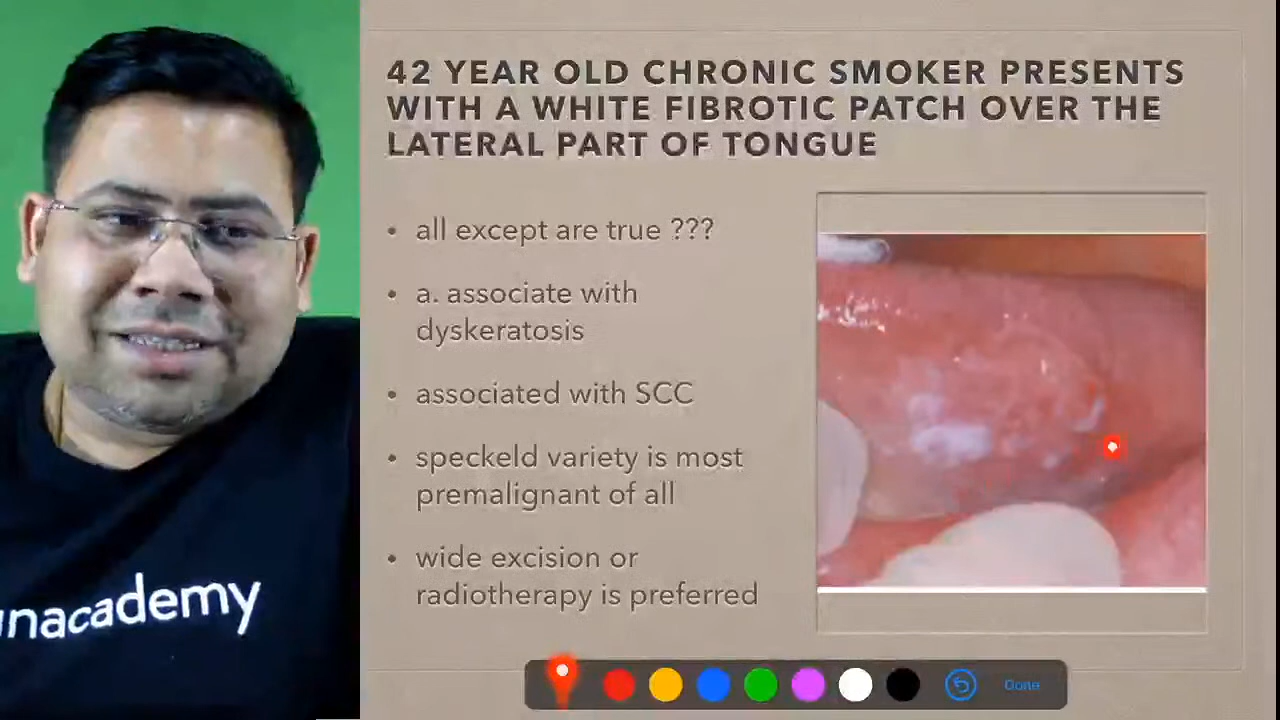 42 YEAR OLD CHRONIC SMOKER PRESENTS
WITH A WHITE FIBROTIC PATCH OVER THE
LATERAL PART OF TONGUE
• all except are true ???
• a. associate with
dyskeratosis
• associated with SCC
• speckeld variety is most
premalignant of all
• wide excision or
radiotherapy is preferred
unacademy
Done